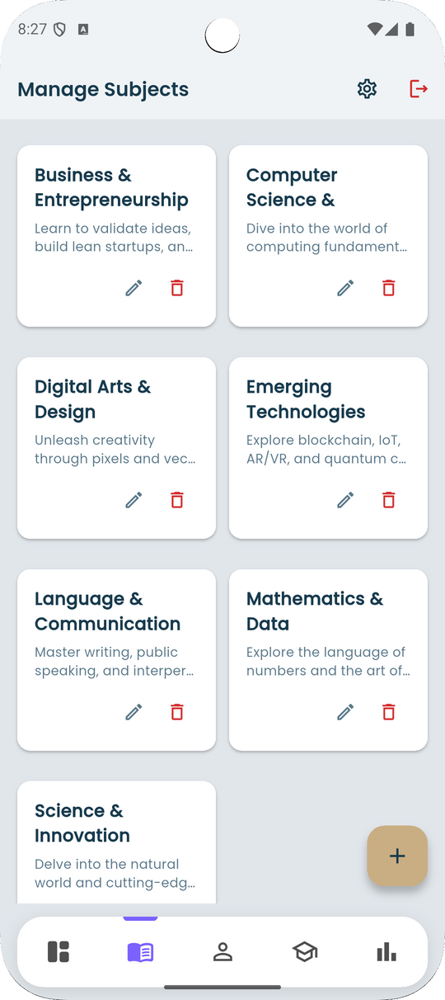 8:27
A
Manage Subjects
Business &
Entrepreneurship
Learn to validate ideas,
build lean startups, an...
Computer
Science &
Dive into the world of
computing fundament...
Digital Arts &
Design
Unleash creativity
through pixels and vec...
Emerging
Technologies
Explore blockchain, IoT,
AR/VR, and quantum c...
Language &
Communication
Master writing, public
speaking, and interper...
Mathematics &
Data
Explore the language of
numbers and the art of...
Science &
Innovation
Delve into the natural
world and cutting-edg...